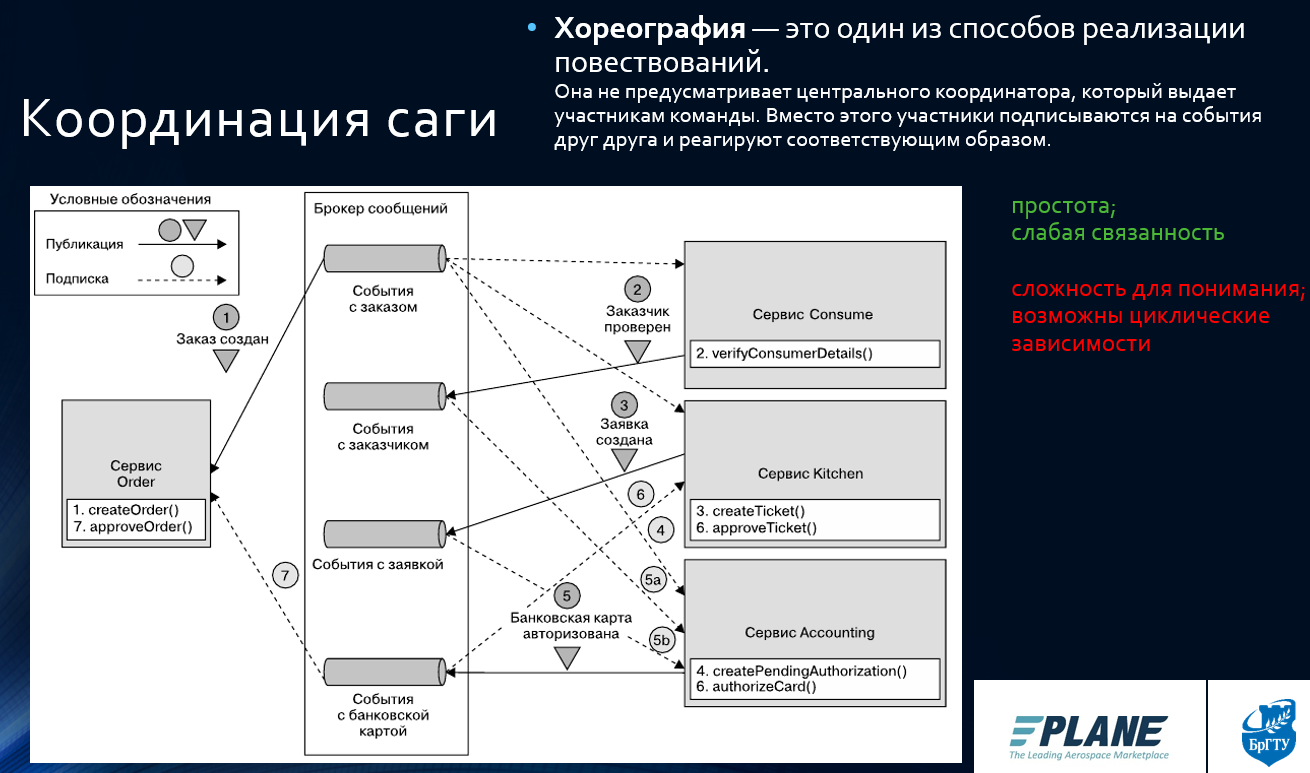 Координация саги
• Хореография — это один из способов реализации
повествований.
Она не предусматривает центрального координатора, который выдает
участникам команды. Вместо этого участники подписываются на события
друг друга и реагируют соответствующим образом.
Условные обозначения
Публикация
Подписка
Брокер сообщений
События
с заказом
События
с заказчиком
События с заявкой
События
с банковской
картой
1
Заказ создан
Сервис
Order
1. createOrder()
7. approveOrder()
7
2
Заказчик
проверен
3
Заявка
создана
6
4
5a
5
Банковская карта
авторизована
5b
Сервис Consume
2. verifyConsumerDetails()
Сервис Kitchen
3. createTicket()
6. approveTicket()
Сервис Accounting
4. createPendingAuthorization()
6. authorizeCard()
простота;
слабая связанность
сложность для понимания;
возможны циклические
зависимости
EPLANE
The Leading Aerospace Marketplace
БрГТУ